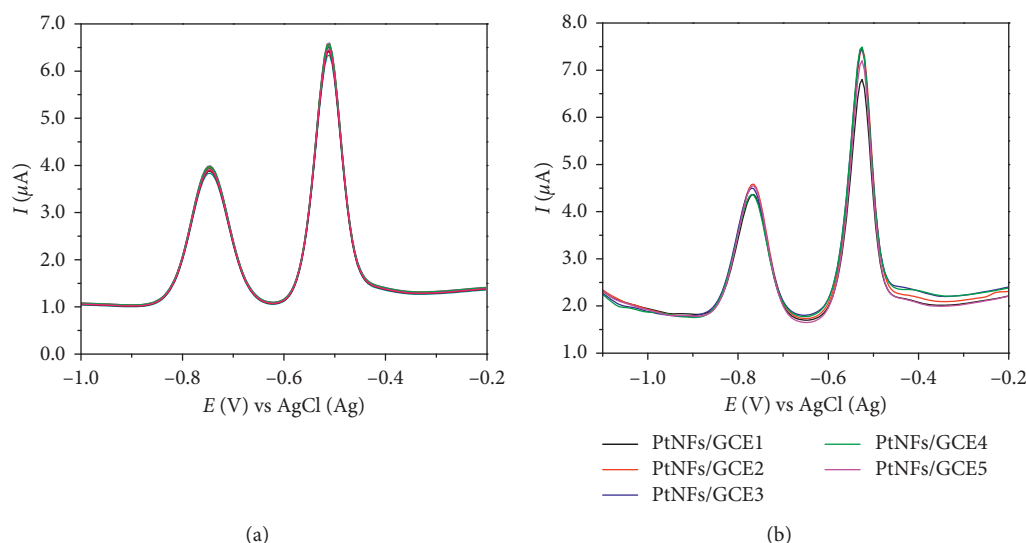 7.0
6.0
5.0
4.0
3.0
2.0
1.0
0.0
I (μA)
−1.0 −0.8 −0.6 −0.4 −0.2
E (V) vs AgCl (Ag)
(a)
8.0
7.0
6.0
5.0
4.0
3.0
2.0
1.0
I (μA)
−1.0 −0.8 −0.6 −0.4 −0.2
E (V) vs AgCl (Ag)
PtNFs/GCE1 PtNFs/GCE4
PtNFs/GCE2 PtNFs/GCE5
PtNFs/GCE3
(b)